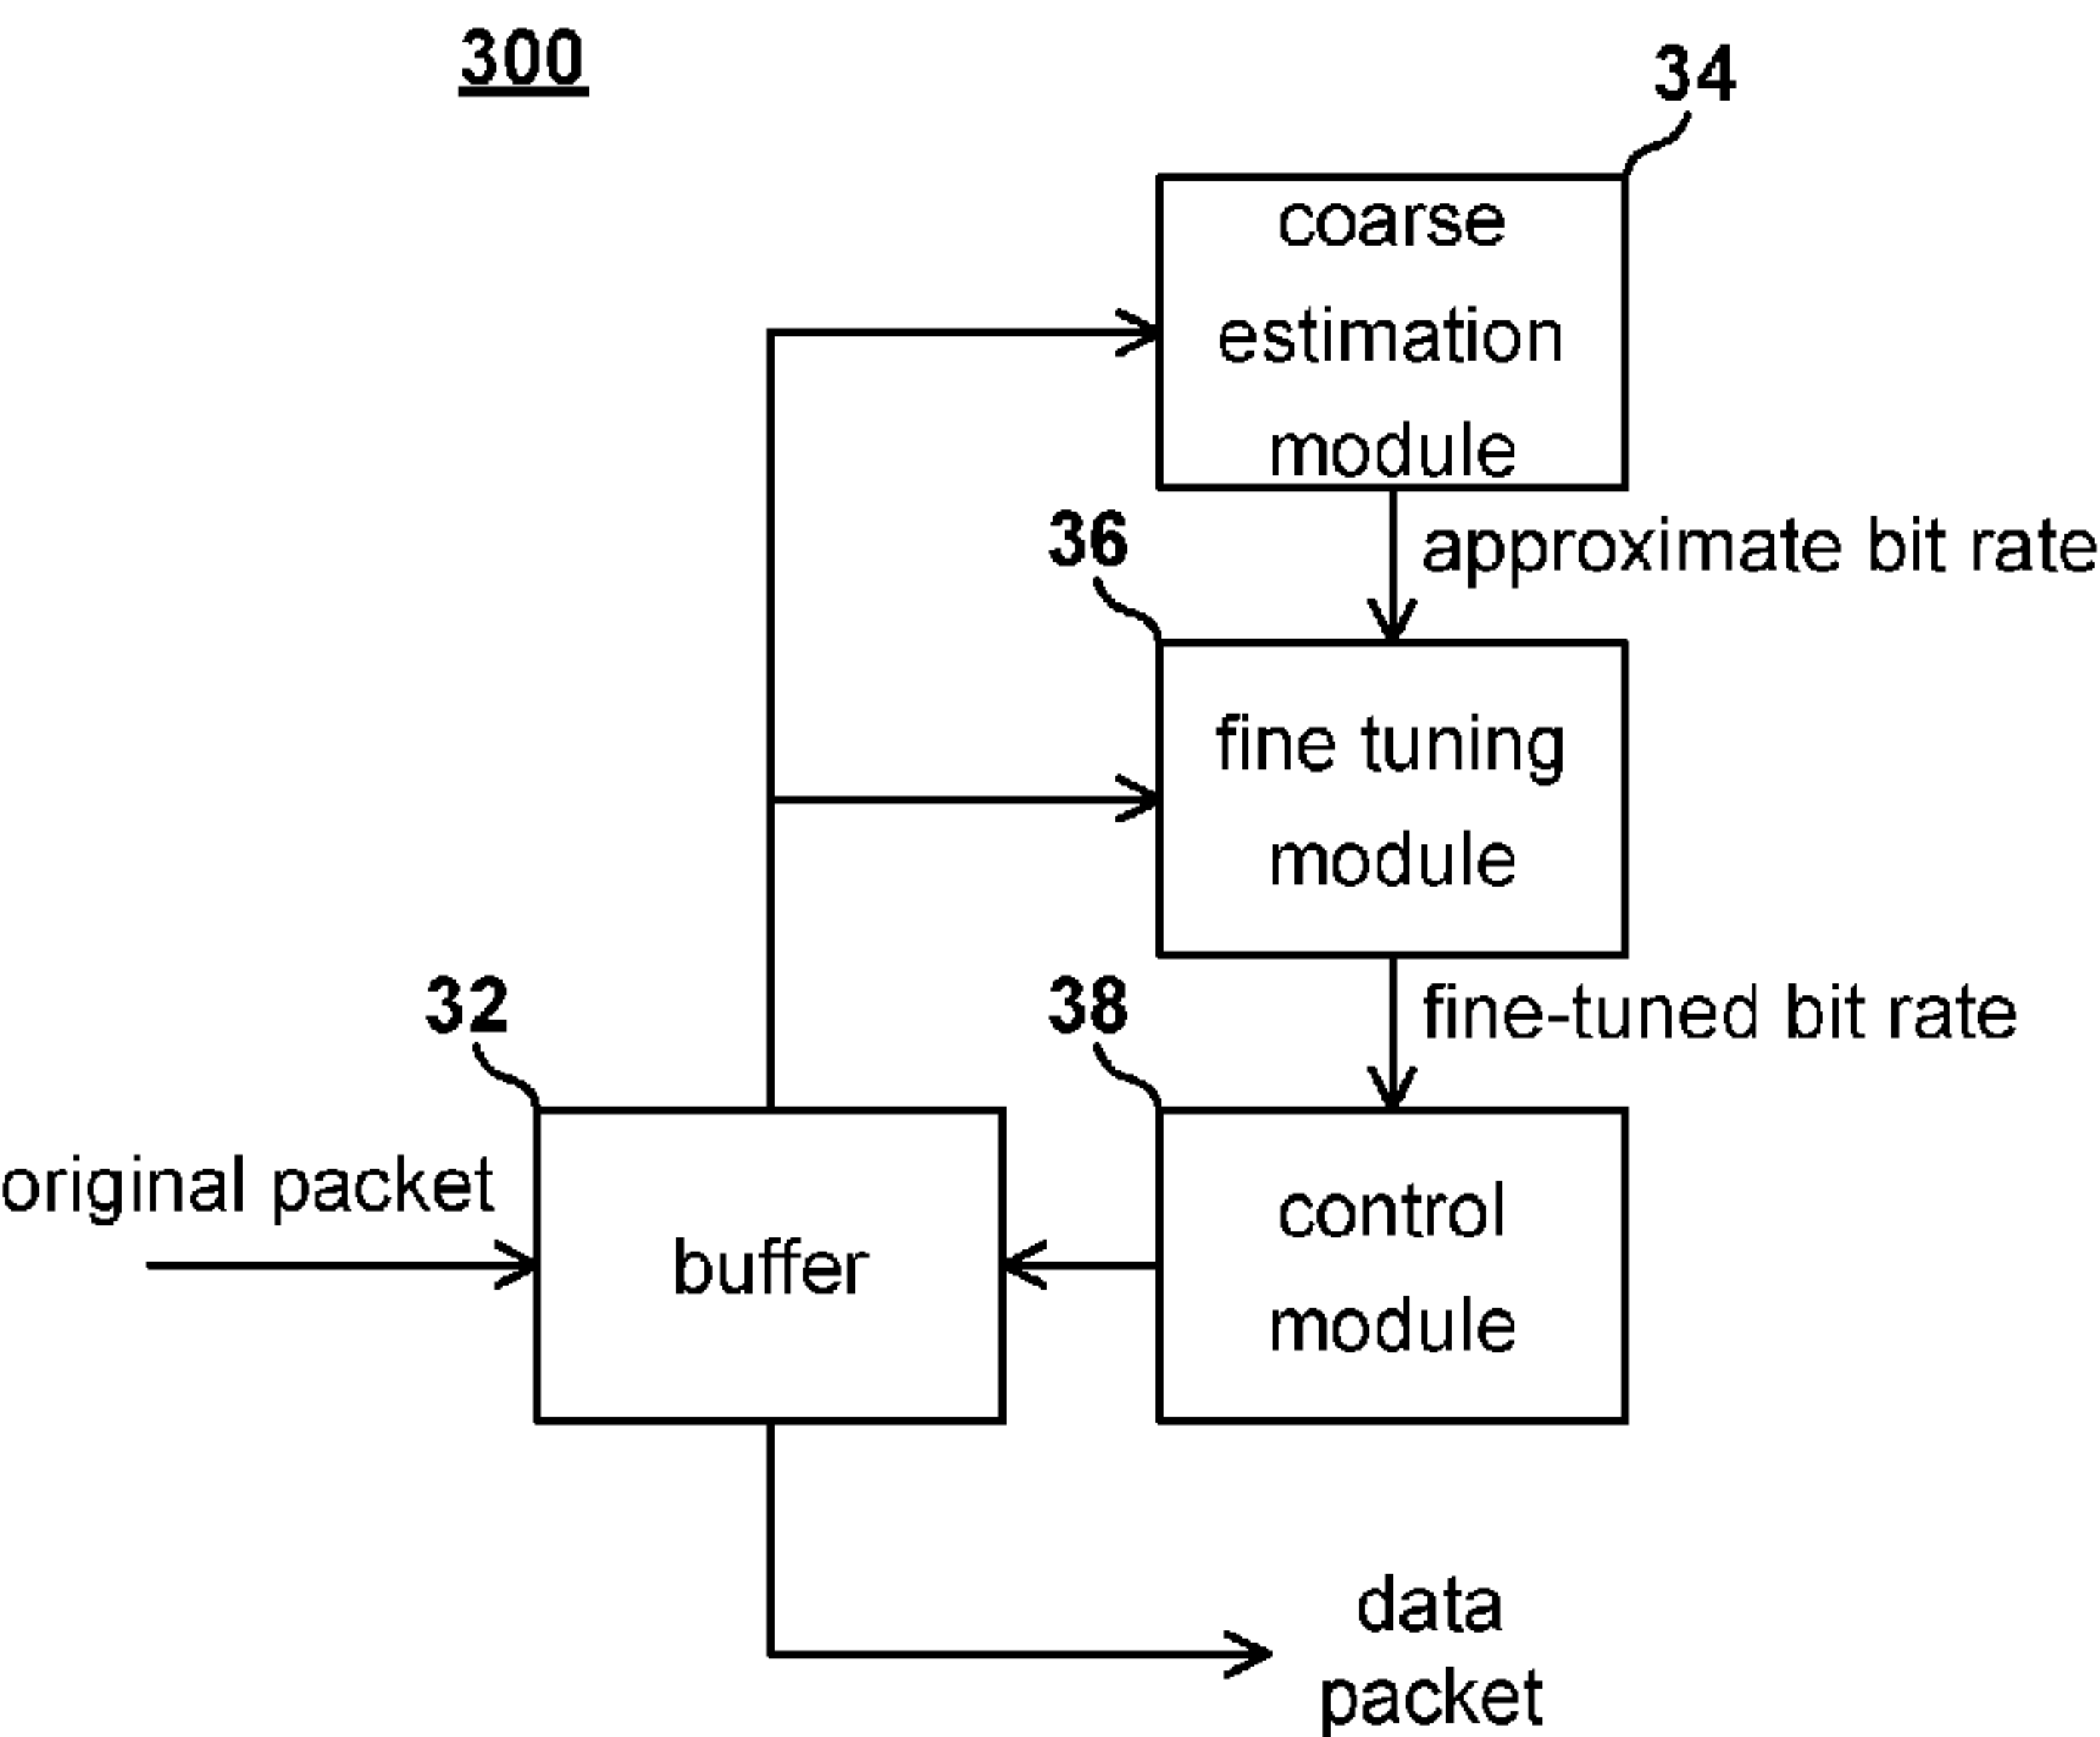 300
34
coarse
estimation
module
36
approximate bit rate
fine tuning
module
32
38
fine-tuned bit rate
original packet
buffer
control
module
data
packet